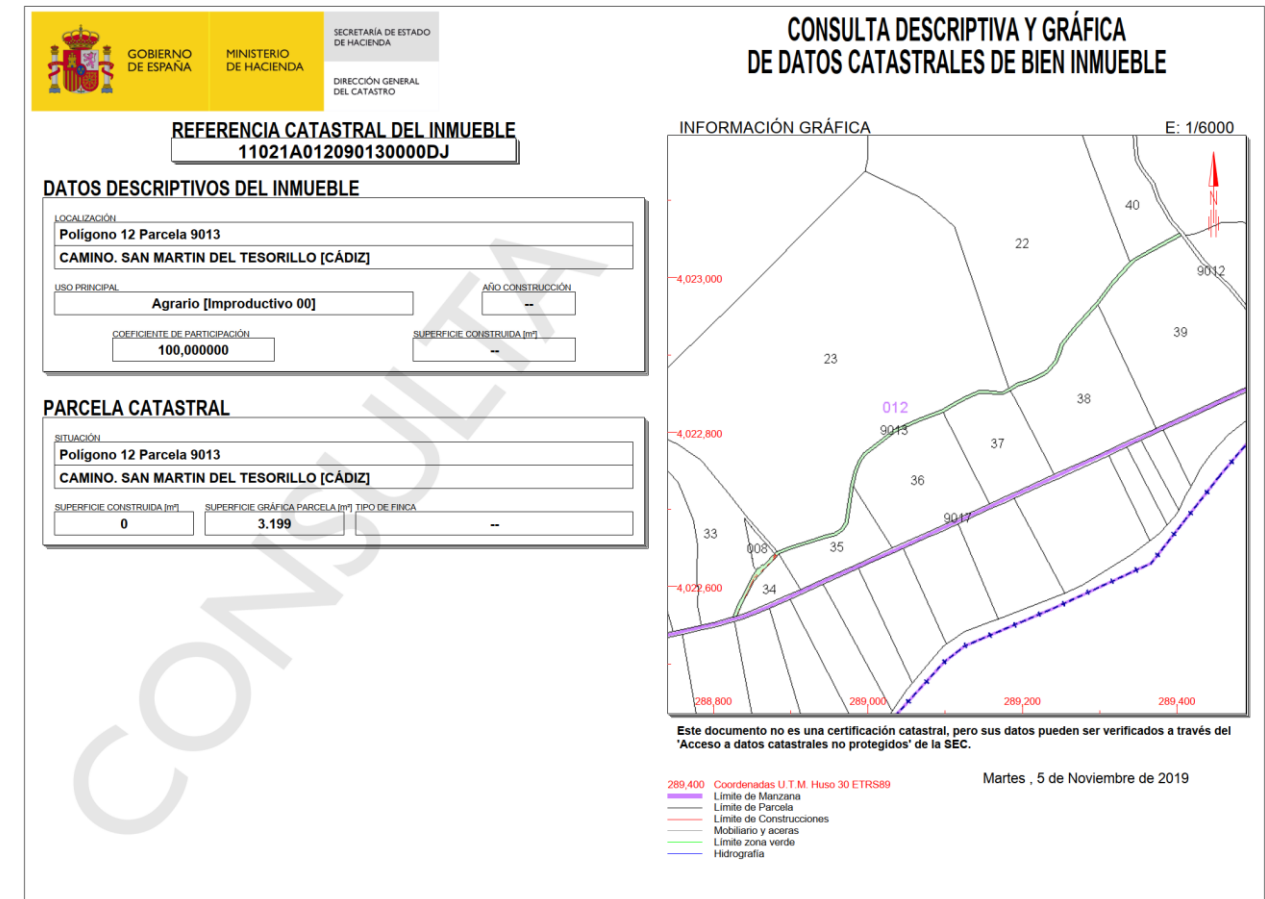 GOBIERNO
DE ESPAÑA
MINISTERIO
DE HACIENDA
SECRETARÍA DE ESTADO
DE HACIENDA
DIRECCIÓN GENERAL
DEL CATASTRO
CONSULTA DESCRIPTIVA Y GRÁFICA
DE DATOS CATASTRALES DE BIEN INMUEBLE
REFERENCIA CATASTRAL DEL INMUEBLE
11021A012090130000DJ
DATOS DESCRIPTIVOS DEL INMUEBLE
LOCALIZACIÓN
Polígono 12 Parcela 9013
CAMINO. SAN MARTIN DEL TESORILLO [CÁDIZ]
USO PRINCIPAL
Agrario [Improductivo 00]
AÑO CONSTRUCCIÓN
--
COEFICIENTE DE PARTICIPACIÓN
100,000000
SUPERFICIE CONSTRUIDA [m²]
--
PARCELA CATASTRAL
SITUACIÓN
Polígono 12 Parcela 9013
CAMINO. SAN MARTIN DEL TESORILLO [CÁDIZ]
SUPERFICIE CONSTRUIDA [m²]
0
SUPERFICIE GRÁFICA PARCELA [m²]
3.199
TIPO DE FINCA
--
CONSULTA
INFORMACIÓN GRÁFICA E: 1/6000
40
N
22
9012
4,023,000
39
23
38
012
9013
4,022,800
37
36
9017
33
008
35
4,022,600
34
288,800
289,000
289,200
289,400
Este documento no es una certificación catastral, pero sus datos pueden ser verificados a través del
'Acceso a datos catastrales no protegidos' de la SEC.
289,400 Coordenadas U.T.M. Huso 30 ETRS89
Límite de Manzana
Límite de Parcela
Límite de Construcciones
Mobiliario y aceras
Límite zona verde
Hidrografía
Martes , 5 de Noviembre de 2019